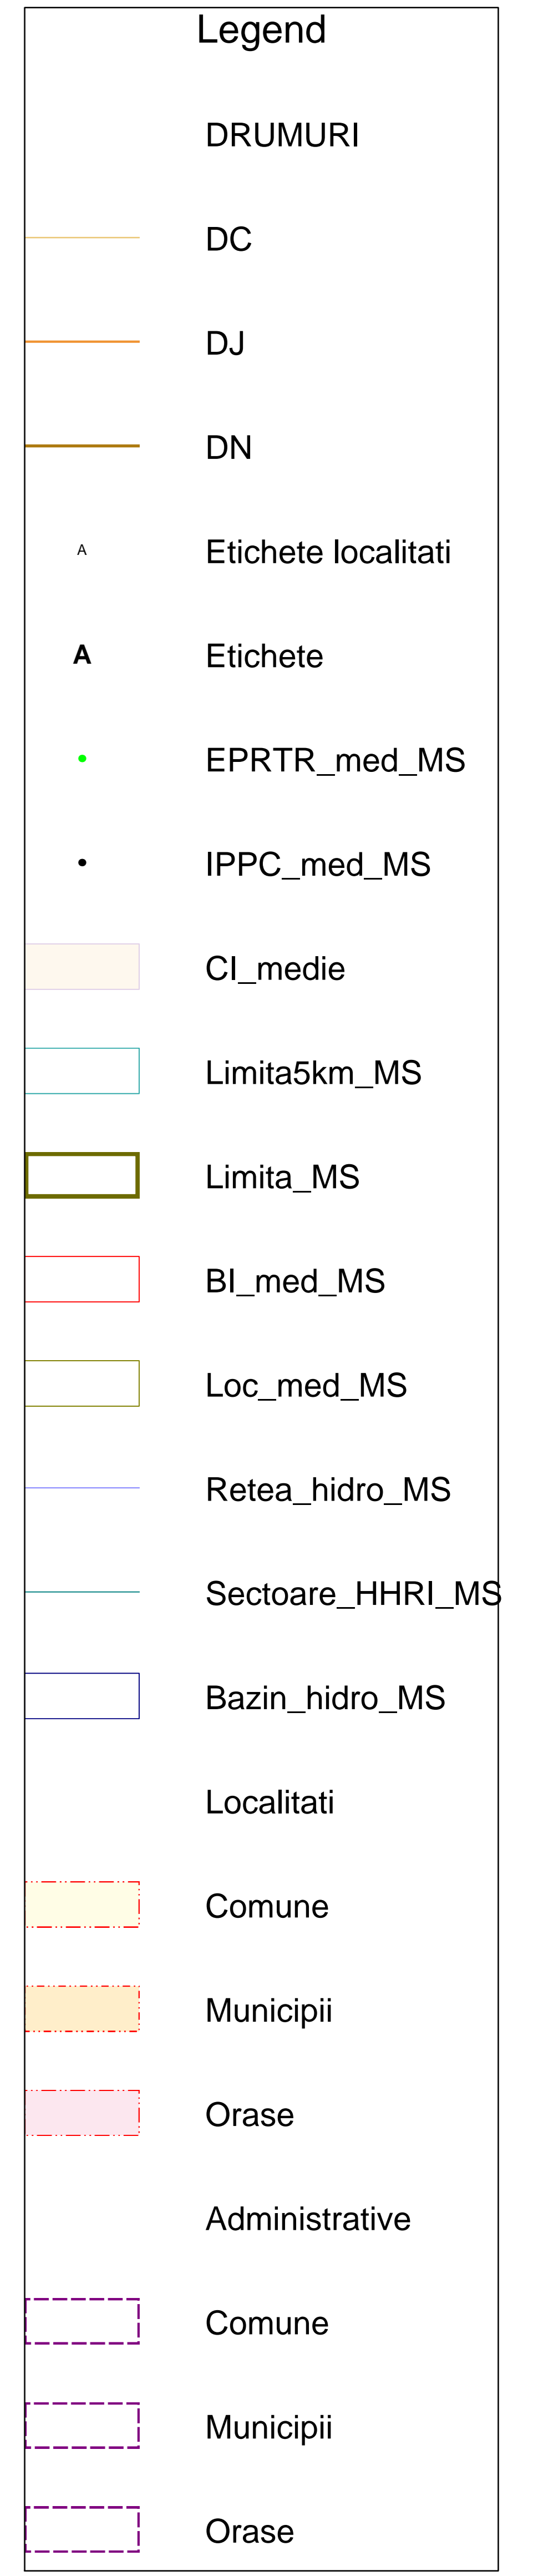 Legend
DRUMURI
DC
DJ
DN
A Etichete localitati
A Etichete
EPRTR_med_MS
IPPC_med_MS
CI_medie
Limita5km_MS
Limita_MS
BI_med_MS
Loc_med_MS
Retea_hidro_MS
Sectoare_HHRI_MS
Bazin_hidro_MS
Localitati
Comune
Municipii
Orase
Administrative
Comune
Municipii
Orase